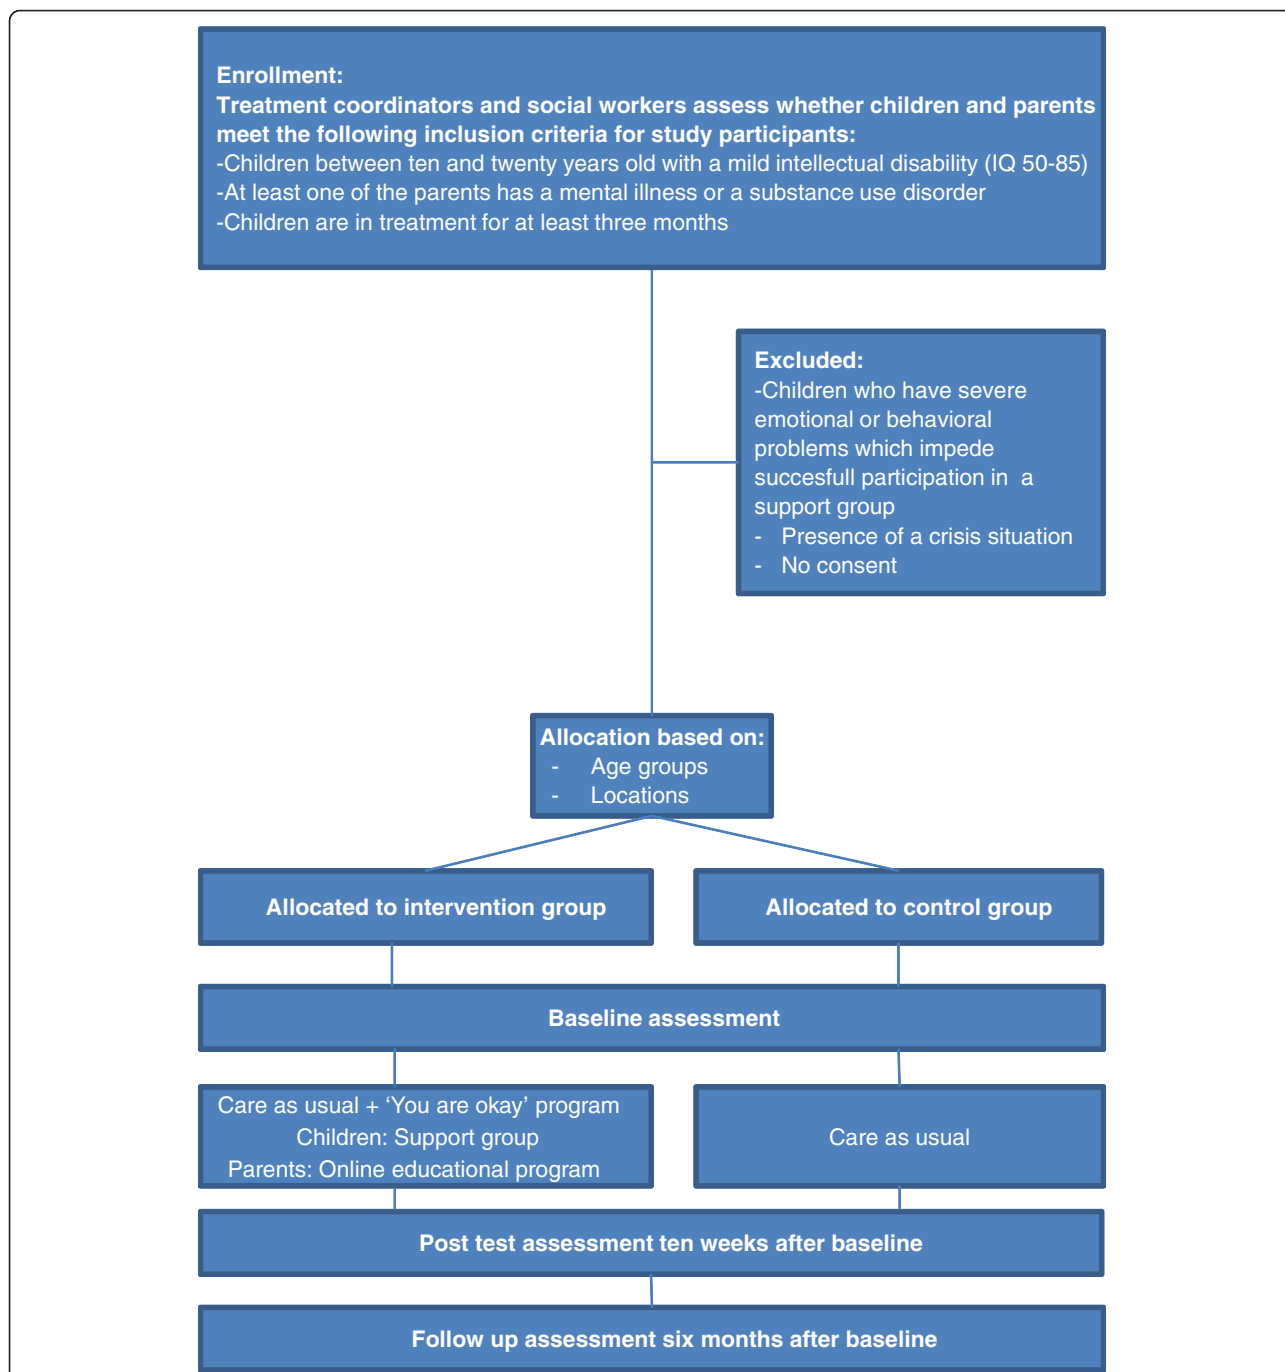 Enrollment:
Treatment coordinators and social workers assess whether children and parents
meet the following inclusion criteria for study participants:
-Children between ten and twenty years old with a mild intellectual disability (IQ 50-85)
-At least one of the parents has a mental illness or a substance use disorder
-Children are in treatment for at least three months
Excluded:
-Children who have severe
emotional or behavioral
problems which impede
succesfull participation in a
support group
- Presence of a crisis situation
- No consent
Allocation based on:
- Age groups
- Locations
Allocated to intervention group
Allocated to control group
Baseline assessment
Care as usual + ‘You are okay’ program
Children: Support group
Parents: Online educational program
Care as usual
Post test assessment ten weeks after baseline
Follow up assessment six months after baseline